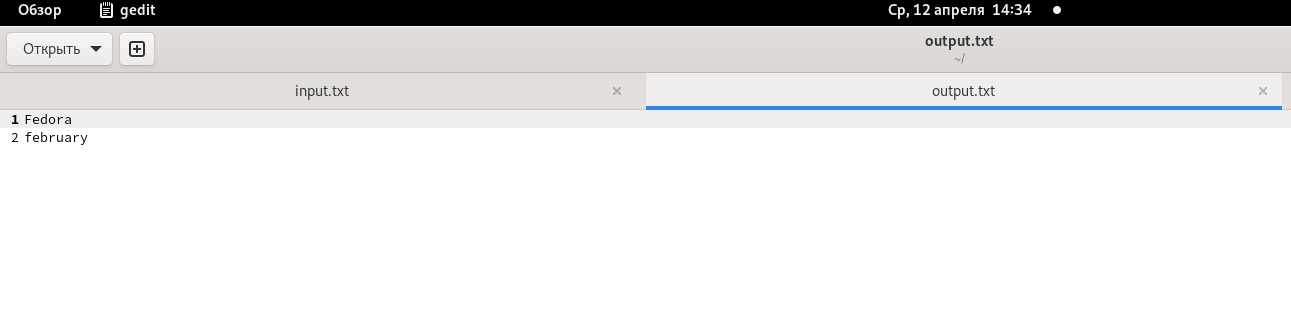 Обзор gedit Ср, 12 апреля 14:34
Открыть output.txt
~/
input.txt × output.txt ×
1 Fedora
2 february